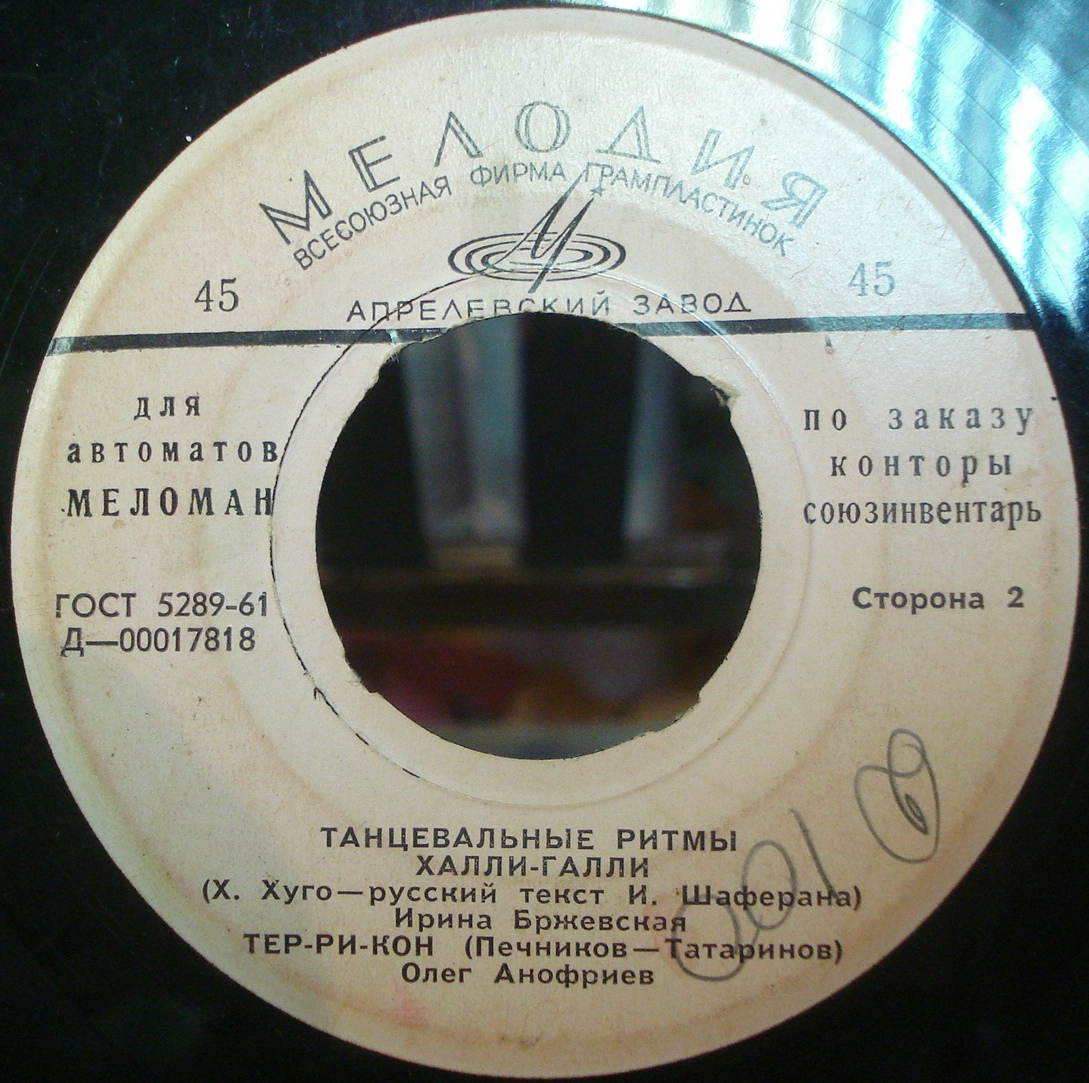 МЕЛОДИЯ
ВСЕСОЮЗНАЯ ФИРМА ГРАМПЛАСТИНОК
45
45
АПРЕЛЕВСКИЙ ЗАВОД
для
автоматов
МЕЛОМАН
по заказу
конторы
союзинвентарь
ГОСТ 5289-61
Д—00017818
Сторона 2
ТАНЦЕВАЛЬНЫЕ РИТМЫ
ХАЛЛИ-ГАЛЛИ
(Х. Хуго—русский текст И. Шаферана)
Ирина Бржевская
ТЕР-РИ-КОН (Печников—Татаринов)
Олег Анофриев